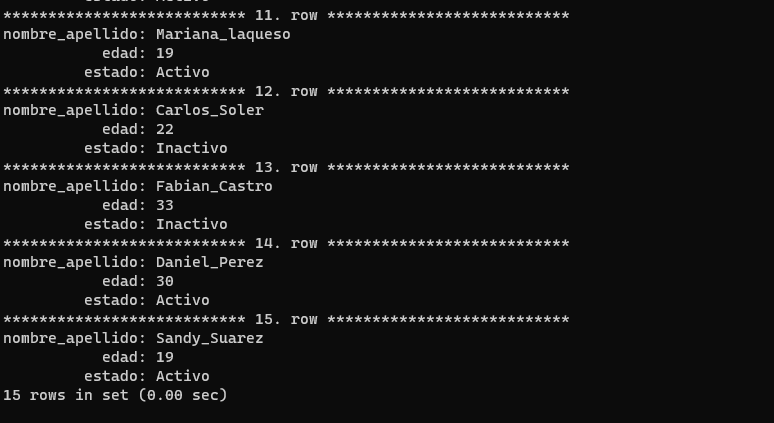 *************************** 11. row ***************************
nombre_apellido: Mariana_laqueso
           edad: 19
         estado: Activo
*************************** 12. row ***************************
nombre_apellido: Carlos_Soler
           edad: 22
         estado: Inactivo
*************************** 13. row ***************************
nombre_apellido: Fabian_Castro
           edad: 33
         estado: Inactivo
*************************** 14. row ***************************
nombre_apellido: Daniel_Perez
           edad: 30
         estado: Activo
*************************** 15. row ***************************
nombre_apellido: Sandy_Suarez
           edad: 19
         estado: Activo
15 rows in set (0.00 sec)